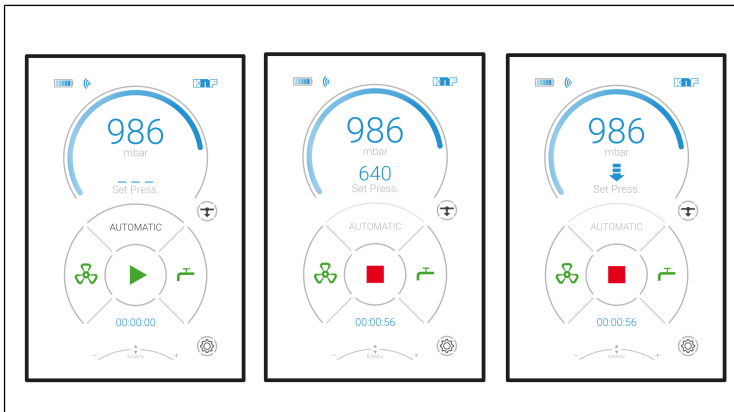 KNF
986
mbar
_ _ _
Set Press.
AUTOMATIC
00:00:00
- MAN +
KNF
986
mbar
640
Set Press.
AUTOMATIC
00:00:56
- MAN +
KNF
986
mbar
Set Press.
AUTOMATIC
00:00:56
- MAN +